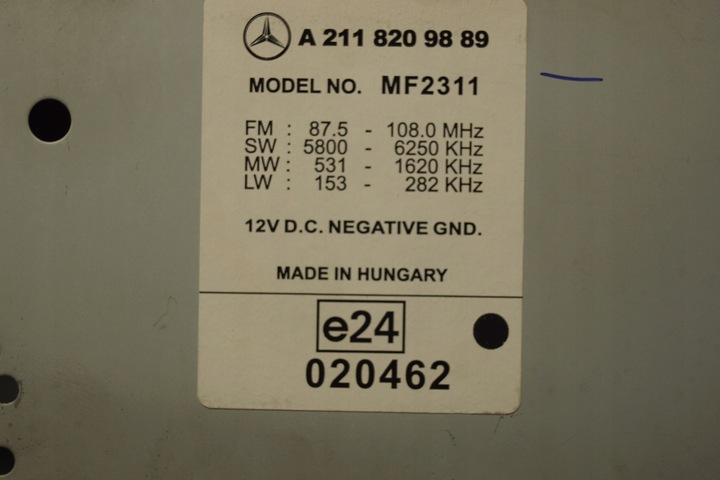 A 211 820 98 89
MODEL NO. MF2311
FM : 87.5 - 108.0 MHz
SW : 5800 - 6250 KHz
MW : 531 - 1620 KHz
LW : 153 - 282 KHz
12V D.C. NEGATIVE GND.
MADE IN HUNGARY
e24
020462